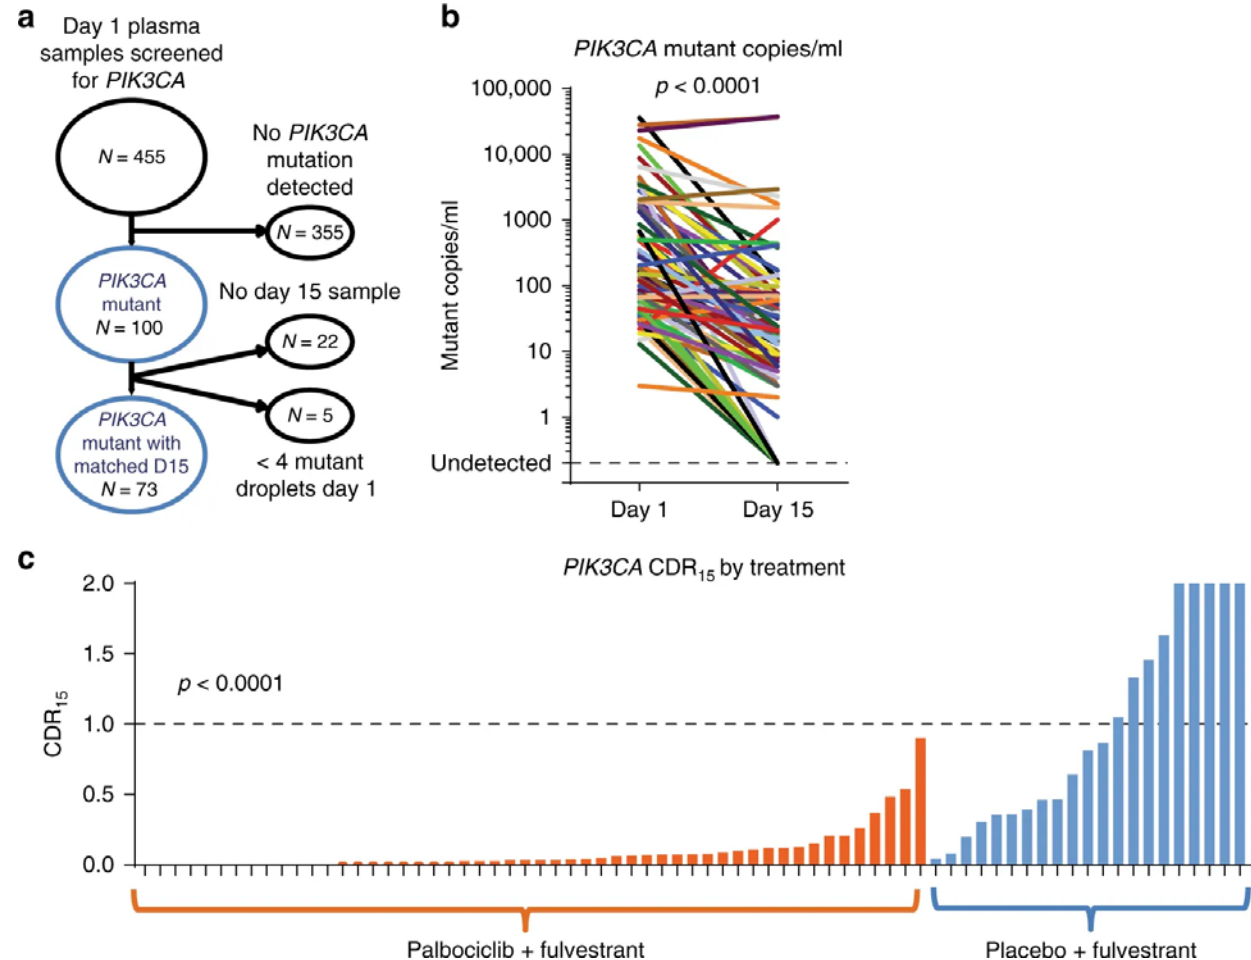 a
Day 1 plasma
samples screened
for PIK3CA
N = 455
No PIK3CA
mutation
detected
N = 355
PIK3CA
mutant
N = 100
No day 15 sample
N = 22
N = 5
< 4 mutant
droplets day 1
PIK3CA
mutant with
matched D15
N = 73
b
PIK3CA mutant copies/ml
p < 0.0001
Mutant copies/ml
100,000
10,000
1000
100
10
1
Undetected
Day 1
Day 15
c
PIK3CA CDR15 by treatment
p < 0.0001
CDR15
2.0
1.5
1.0
0.5
0.0
Palbociclib + fulvestrant
Placebo + fulvestrant